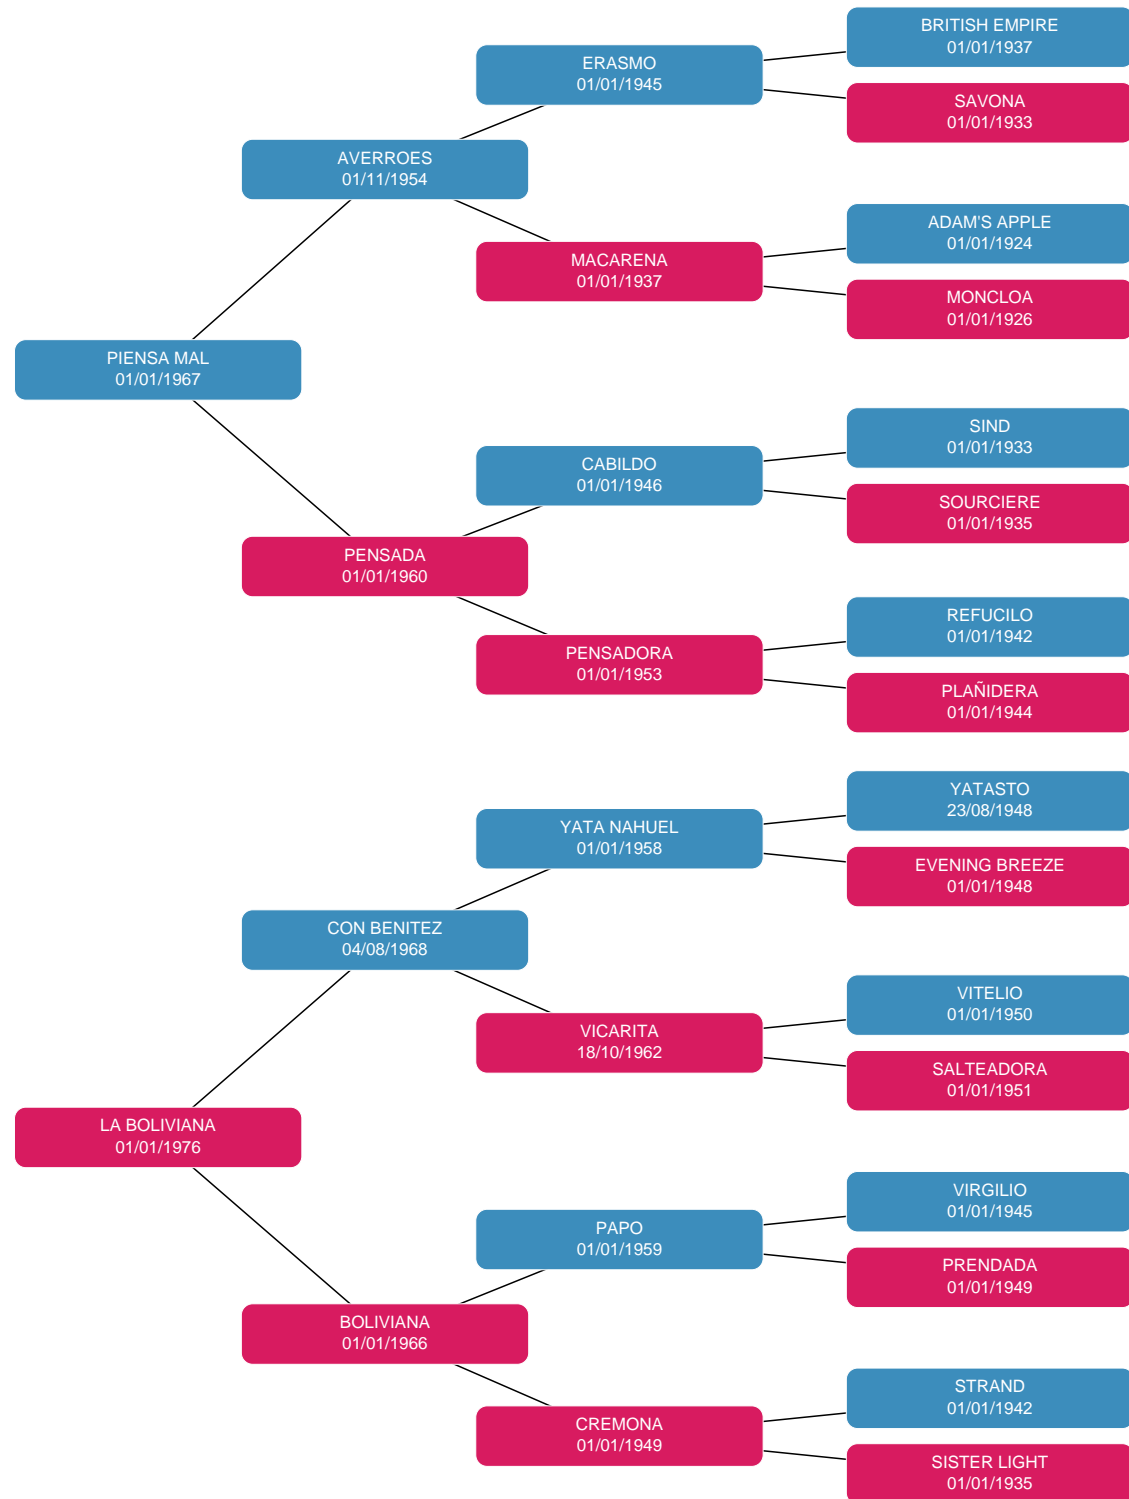 BRITISH EMPIRE
01/01/1937
ERASMO
01/01/1945
SAVONA
01/01/1933
AVERROES
01/11/1954
ADAM'S APPLE
01/01/1924
MACARENA
01/01/1937
MONCLOA
01/01/1926
PIENSA MAL
01/01/1967
SIND
01/01/1933
CABILDO
01/01/1946
SOURCIERE
01/01/1935
PENSADA
01/01/1960
REFUCILO
01/01/1942
PENSADORA
01/01/1953
PLAÑIDERA
01/01/1944
YATASTO
23/08/1948
YATA NAHUEL
01/01/1958
EVENING BREEZE
01/01/1948
CON BENITEZ
04/08/1968
VITELIO
01/01/1950
VICARITA
18/10/1962
SALTEADORA
01/01/1951
LA BOLIVIANA
01/01/1976
VIRGILIO
01/01/1945
PAPO
01/01/1959
PRENDADA
01/01/1949
BOLIVIANA
01/01/1966
STRAND
01/01/1942
CREMONA
01/01/1949
SISTER LIGHT
01/01/1935